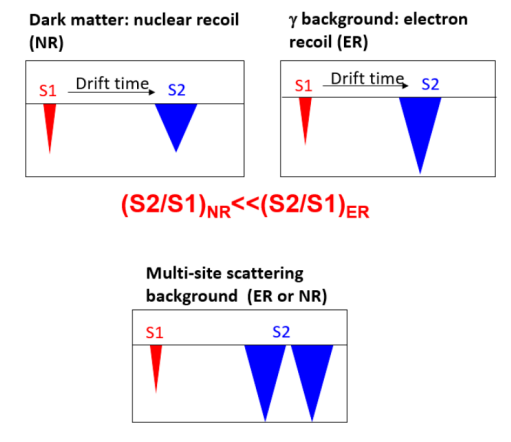 Dark matter: nuclear recoil
(NR)
γ background: electron
recoil (ER)
S1 Drift time S2
S1 Drift time S2
(S2/S1)NR<<(S2/S1)ER
Multi-site scattering
background (ER or NR)
S1 S2